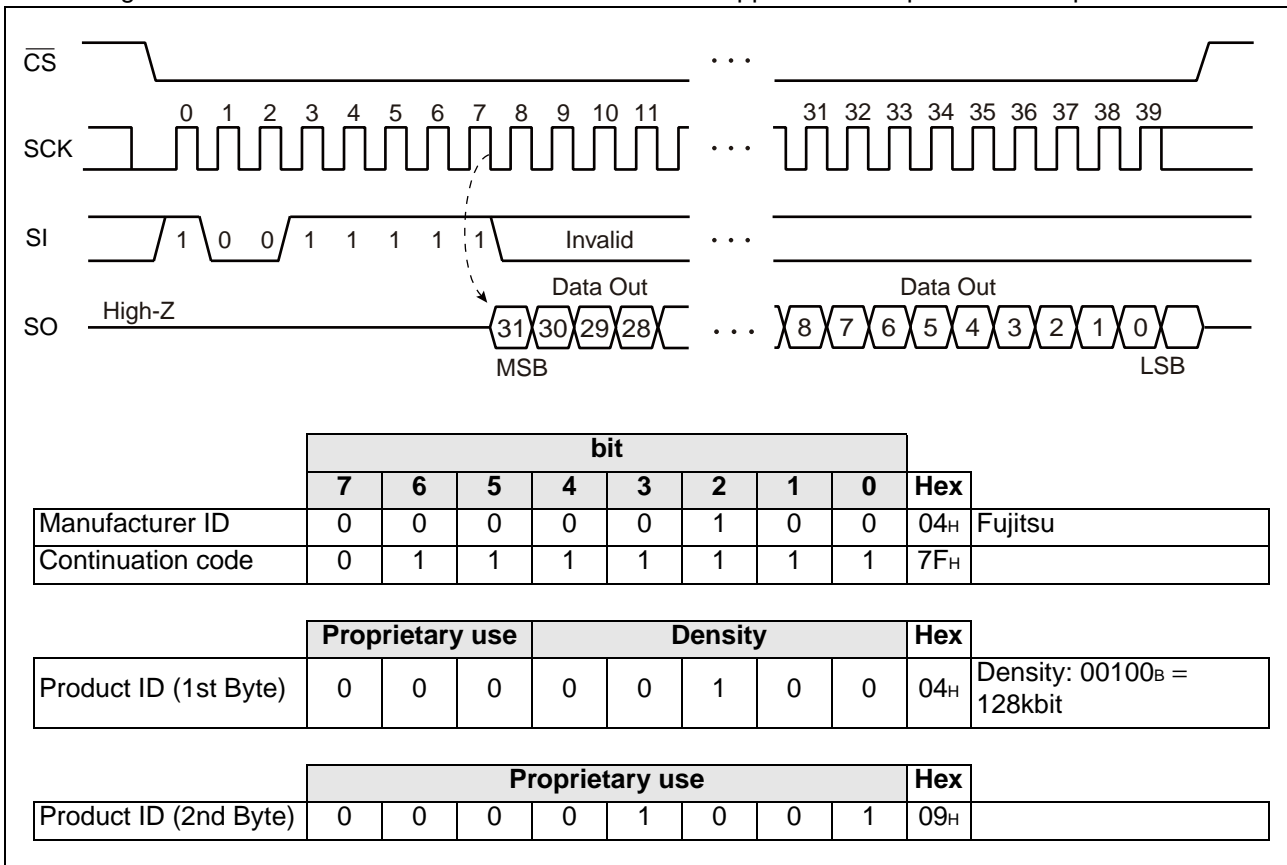 CS
0 1 2 3 4 5 6 7 8 9 10 11 31 32 33 34 35 36 37 38 39
SCK
SI 1 0 0 1 1 1 1 1 Invalid
Data Out Data Out
High-Z
SO 31 30 29 28 8 7 6 5 4 3 2 1 0
MSB LSB
bit
7 6 5 4 3 2 1 0 Hex
Manufacturer ID 0 0 0 0 0 1 0 0 04H Fujitsu
Continuation code 0 1 1 1 1 1 1 1 7FH
Proprietary use Density Hex
Product ID (1st Byte) 0 0 0 0 0 1 0 0 04H Density: 00100B =
128kbit
Proprietary use Hex
Product ID (2nd Byte) 0 0 0 0 1 0 0 1 09H